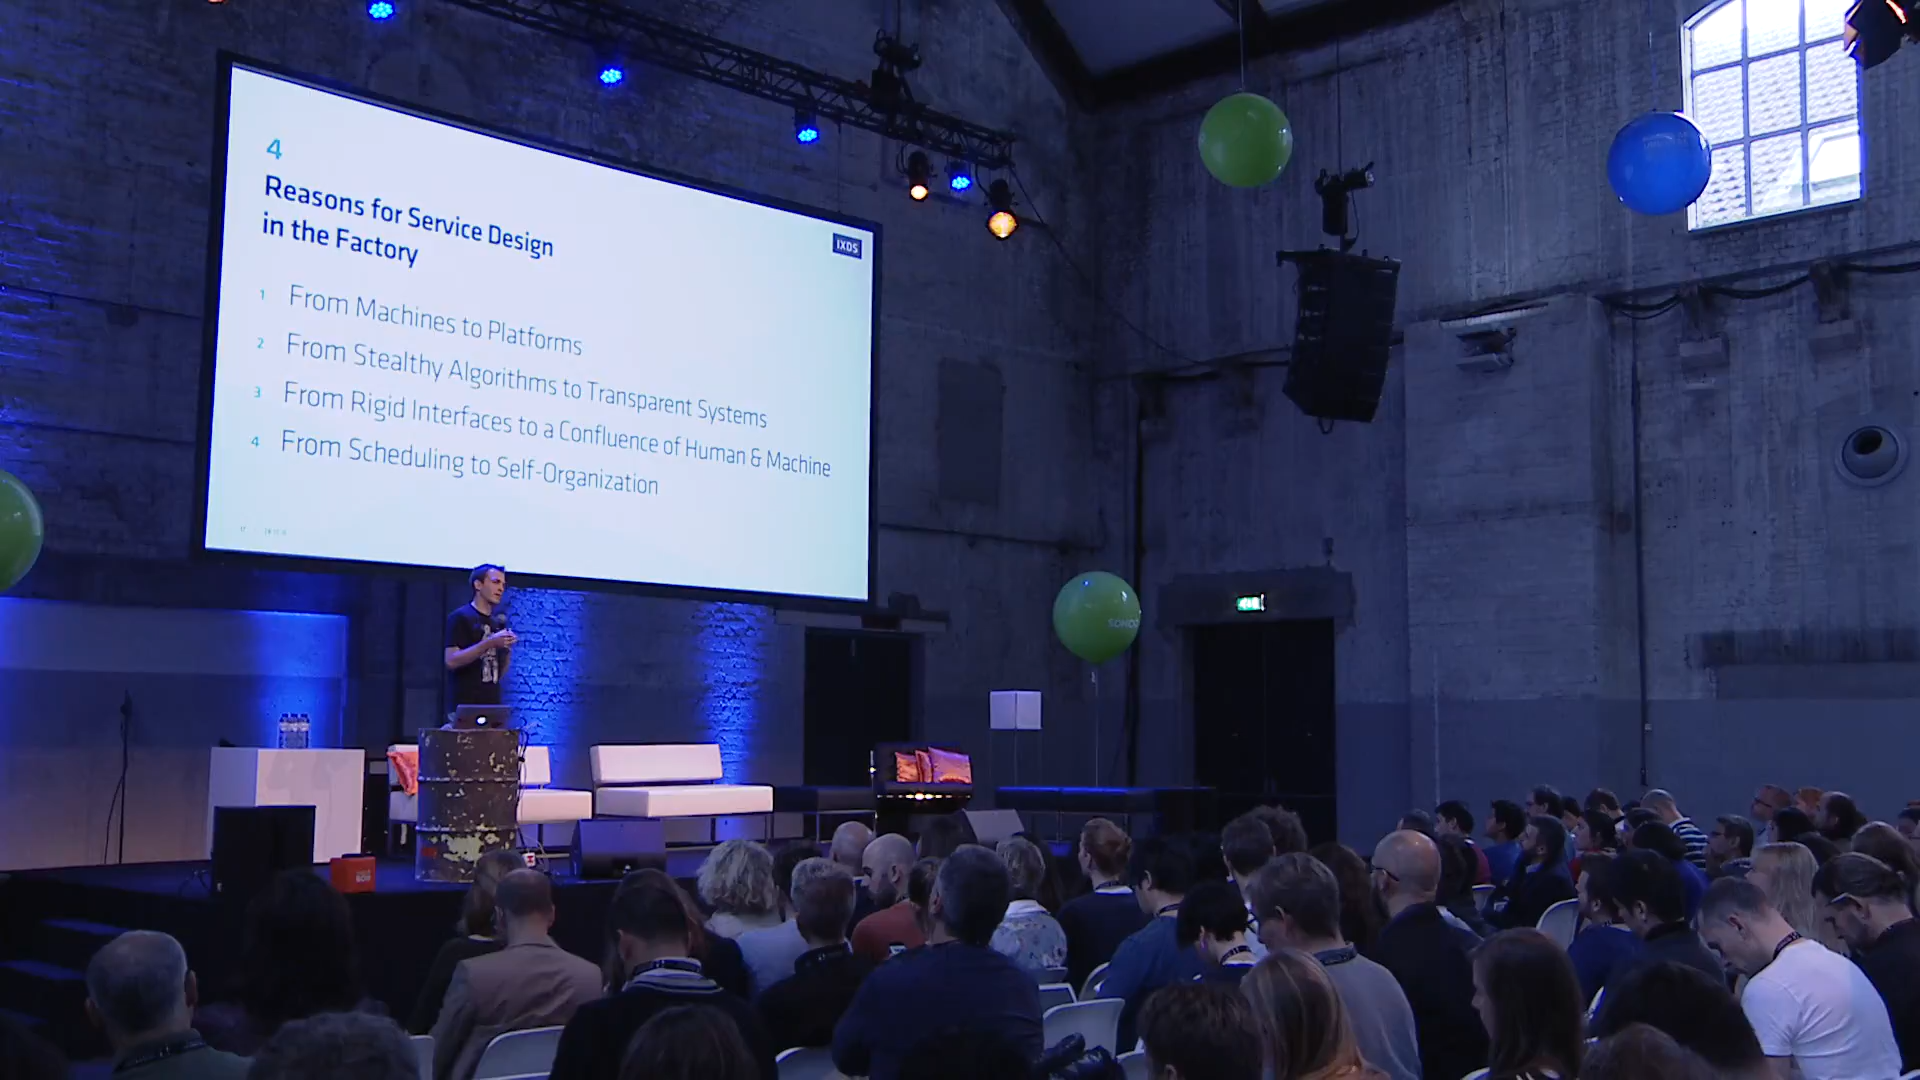 4
Reasons for Service Design
in the Factory
IXDS
1 From Machines to Platforms
2 From Stealthy Algorithms to Transparent Systems
3 From Rigid Interfaces to a Confluence of Human & Machine
4 From Scheduling to Self-Organization